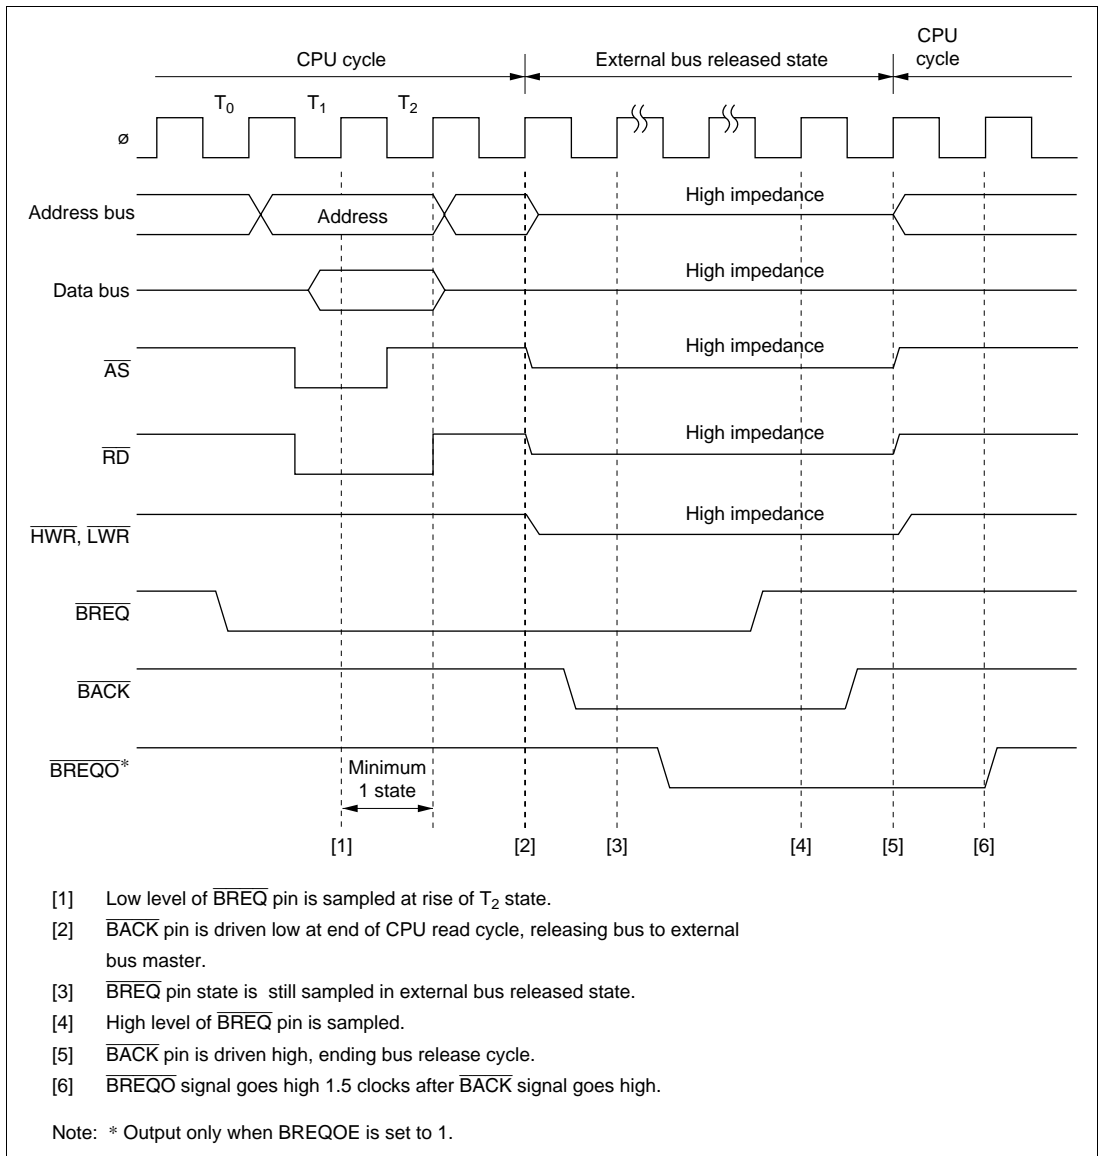 CPU cycle
External bus released state
CPU
cycle
T0 T1 T2
ø
Address bus
Address
High impedance
Data bus
High impedance
AS
High impedance
RD
High impedance
HWR, LWR
High impedance
BREQ
BACK
BREQO*
Minimum
1 state
[1] [2] [3] [4] [5] [6]
[1] Low level of BREQ pin is sampled at rise of T2 state.
[2] BACK pin is driven low at end of CPU read cycle, releasing bus to external
bus master.
[3] BREQ pin state is still sampled in external bus released state.
[4] High level of BREQ pin is sampled.
[5] BACK pin is driven high, ending bus release cycle.
[6] BREQO signal goes high 1.5 clocks after BACK signal goes high.
Note: * Output only when BREQOE is set to 1.